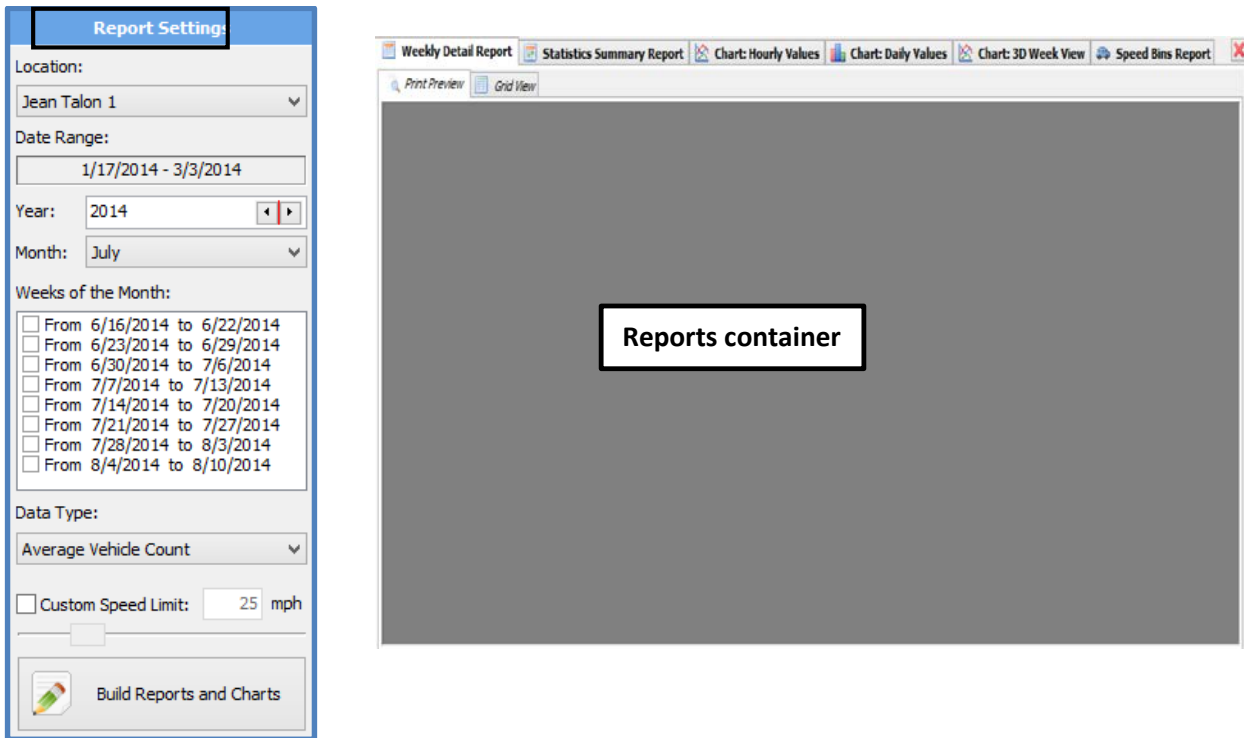 Report Settings
Location:
Jean Talon 1
Date Range:
1/17/2014 - 3/3/2014
Year: 2014
Month: July
Weeks of the Month:
From 6/16/2014 to 6/22/2014
From 6/23/2014 to 6/29/2014
From 6/30/2014 to 7/6/2014
From 7/7/2014 to 7/13/2014
From 7/14/2014 to 7/20/2014
From 7/21/2014 to 7/27/2014
From 7/28/2014 to 8/3/2014
From 8/4/2014 to 8/10/2014
Data Type:
Average Vehicle Count
Custom Speed Limit: 25 mph
Build Reports and Charts
Weekly Detail Report Statistics Summary Report Chart: Hourly Values Chart: Daily Values Chart: 3D Week View Speed Bins Report
Print Preview Grid View
Reports container